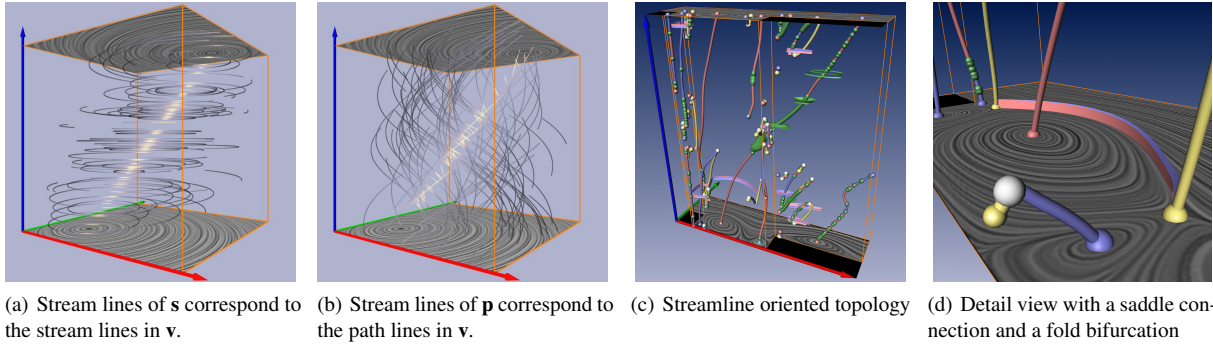 (a) Stream lines of s correspond to
the stream lines in v.
(b) Stream lines of p correspond to
the path lines in v.
(c) Streamline oriented topology
(d) Detail view with a saddle con-
nection and a fold bifurcation